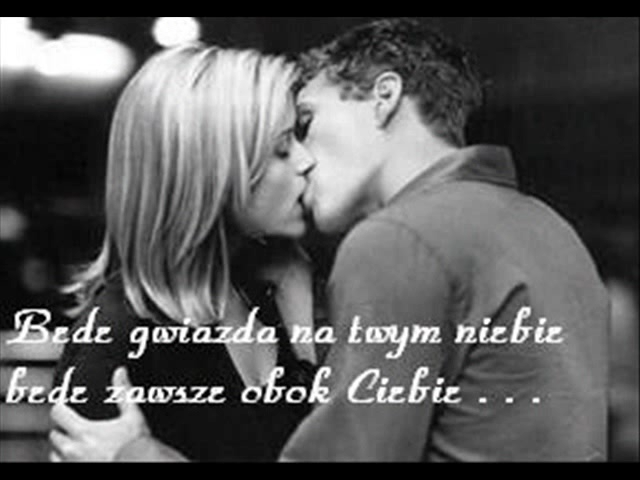 Bede gwiazda na twym niebie
bede zawsze obok Ciebie . . .